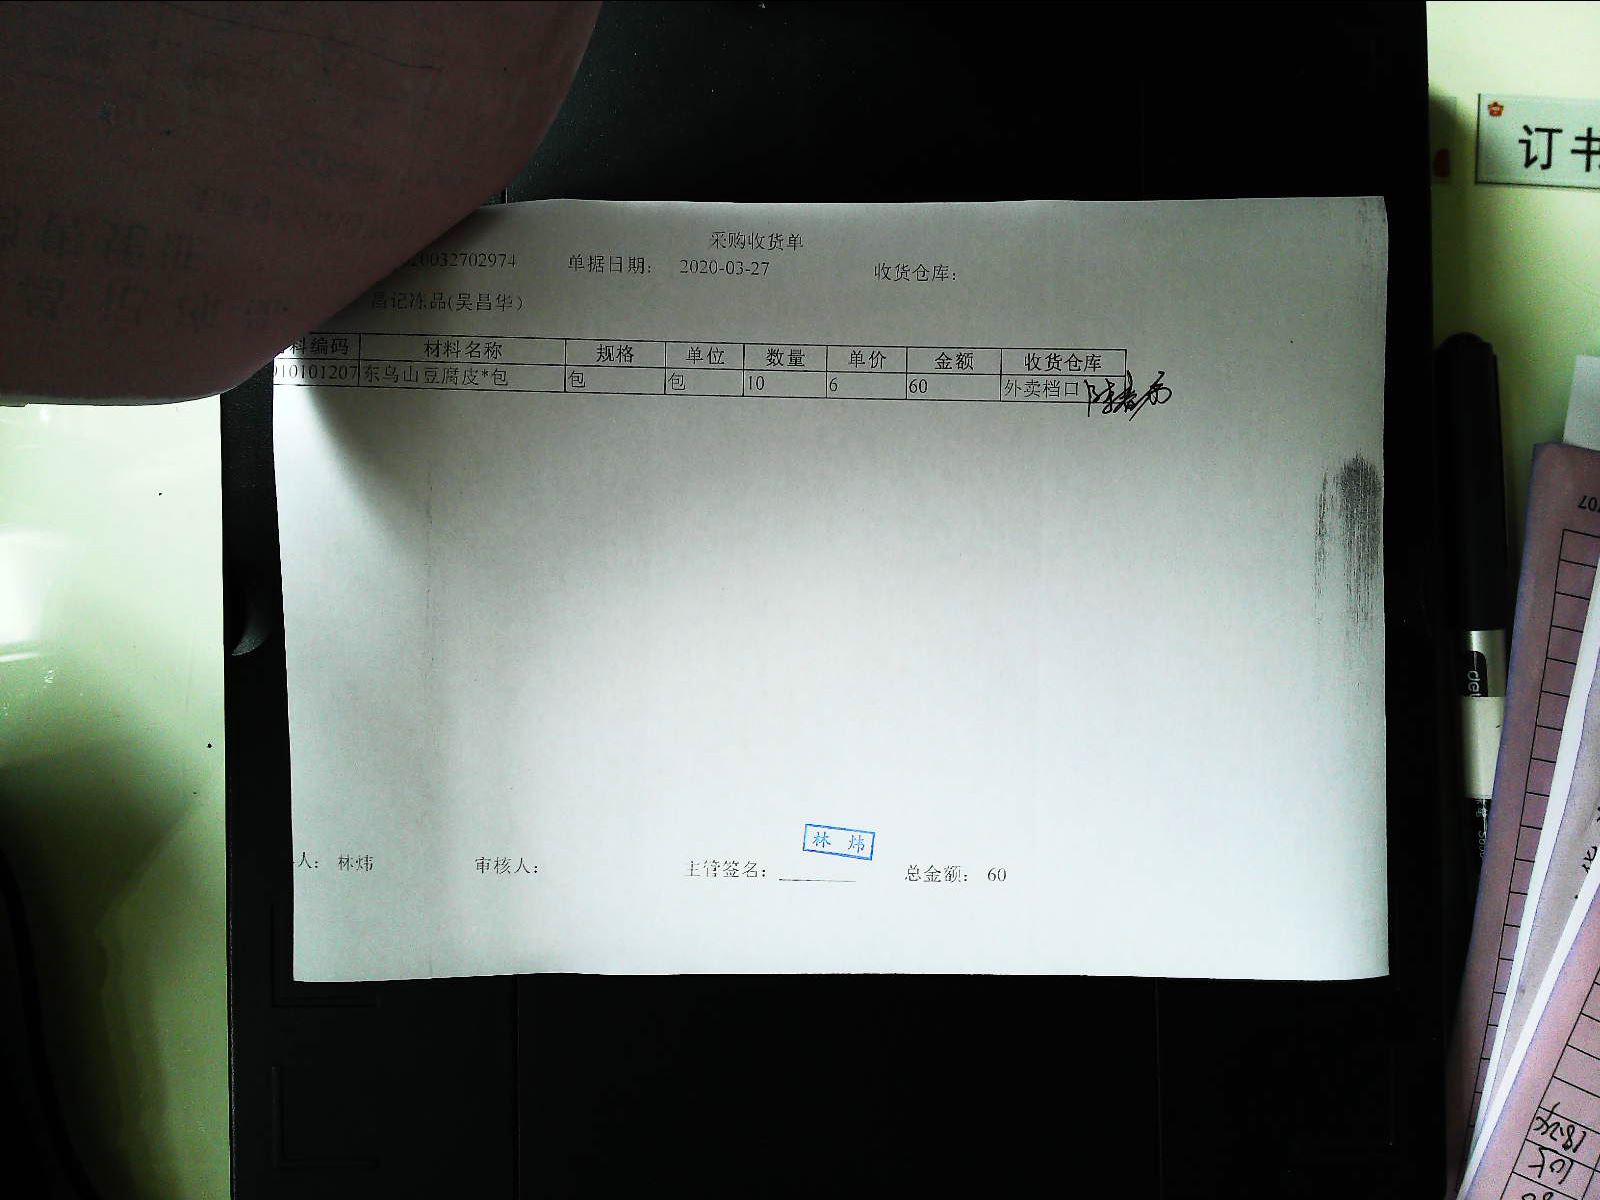 采购收货单
20032702974 单据日期： 2020-03-27 收货仓库：
昌记冻品(吴昌华)
料编码 材料名称 规格 单位 数量 单价 金额 收货仓库
010101207 东乌山豆腐皮*包 包 包 10 6 60 外卖档口
林炜
人： 林炜 审核人： 主管签名： 总金额： 60
订书